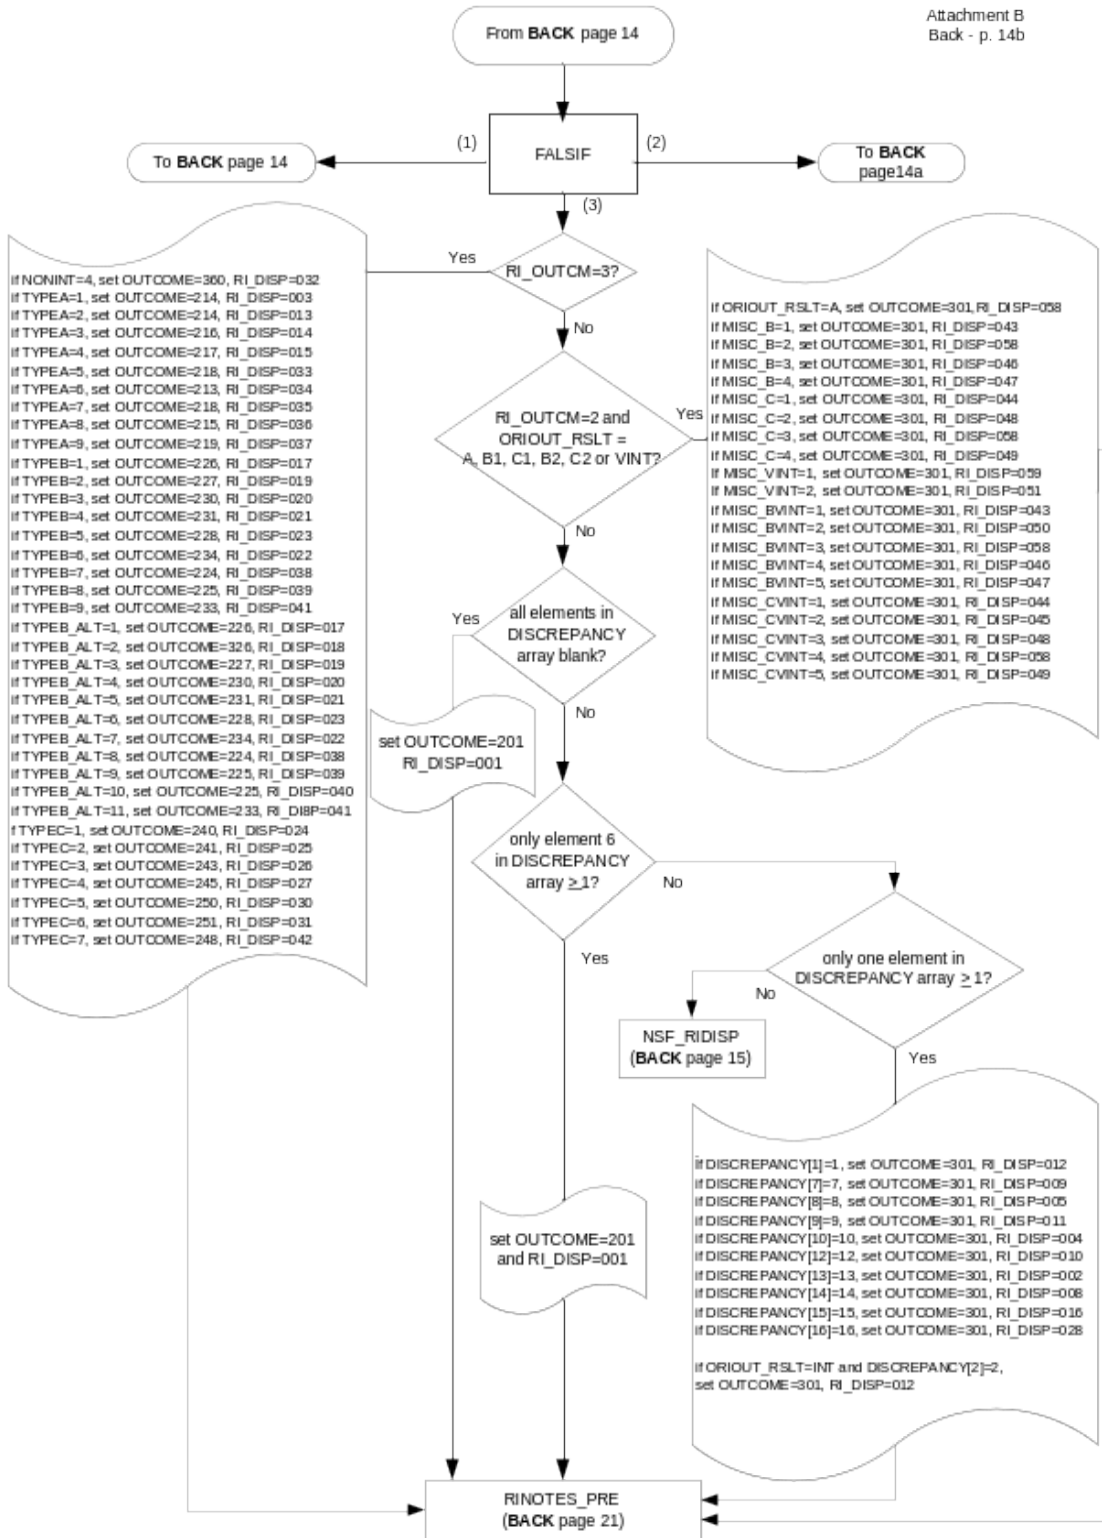 Attachment B
Back - p. 14b
From BACK page 14
(1)
FALSIF
(2)
To BACK page 14
To BACK
page14a
(3)
Yes
RI_OUTCM=3?
No
if NONINT=4, set OUTCOME=360, RI_DISP=032
if TYPEA=1, set OUTCOME=214, RI_DISP=003
if TYPEA=2, set OUTCOME=214, RI_DISP=013
if TYPEA=3, set OUTCOME=216, RI_DISP=014
if TYPEA=4, set OUTCOME=217, RI_DISP=015
if TYPEA=5, set OUTCOME=218, RI_DISP=033
if TYPEA=6, set OUTCOME=213, RI_DISP=034
if TYPEA=7, set OUTCOME=218, RI_DISP=035
if TYPEA=8, set OUTCOME=215, RI_DISP=036
if TYPEA=9, set OUTCOME=219, RI_DISP=037
if TYPEB=1, set OUTCOME=226, RI_DISP=017
if TYPEB=2, set OUTCOME=227, RI_DISP=019
if TYPEB=3, set OUTCOME=230, RI_DISP=020
if TYPEB=4, set OUTCOME=231, RI_DISP=021
if TYPEB=5, set OUTCOME=228, RI_DISP=023
if TYPEB=6, set OUTCOME=234, RI_DISP=022
if TYPEB=7, set OUTCOME=224, RI_DISP=038
if TYPEB=8, set OUTCOME=225, RI_DISP=039
if TYPEB=9, set OUTCOME=233, RI_DISP=041
if TYPEB_ALT=1, set OUTCOME=226, RI_DISP=017
if TYPEB_ALT=2, set OUTCOME=326, RI_DISP=018
if TYPEB_ALT=3, set OUTCOME=227, RI_DISP=019
if TYPEB_ALT=4, set OUTCOME=230, RI_DISP=020
if TYPEB_ALT=5, set OUTCOME=231, RI_DISP=021
if TYPEB_ALT=6, set OUTCOME=228, RI_DISP=023
if TYPEB_ALT=7, set OUTCOME=234, RI_DISP=022
if TYPEB_ALT=8, set OUTCOME=224, RI_DISP=038
if TYPEB_ALT=9, set OUTCOME=225, RI_DISP=039
if TYPEB_ALT=10, set OUTCOME=225, RI_DISP=040
if TYPEB_ALT=11, set OUTCOME=233, RI_DI8P=041
f TYPEC=1, set OUTCOME=240, RI_DISP=024
if TYPEC=2, set OUTCOME=241, RI_DISP=025
if TYPEC=3, set OUTCOME=243, RI_DISP=026
if TYPEC=4, set OUTCOME=245, RI_DISP=027
if TYPEC=5, set OUTCOME=250, RI_DISP=030
if TYPEC=6, set OUTCOME=251, RI_DISP=031
if TYPEC=7, set OUTCOME=248, RI_DISP=042
RI_OUTCM=2 and
ORIOUT_RSLT =
A, B1, C1, B2, C2 or VINT?
Yes
No
if ORIOUT_RSLT=A, set OUTCOME=301,RI_DISP=058
if MISC_B=1, set OUTCOME=301, RI_DISP=043
if MISC_B=2, set OUTCOME=301, RI_DISP=058
if MISC_B=3, set OUTCOME=301, RI_DISP=046
if MISC_B=4, set OUTCOME=301, RI_DISP=047
if MISC_C=1, set OUTCOME=301, RI_DISP=044
if MISC_C=2, set OUTCOME=301, RI_DISP=048
if MISC_C=3, set OUTCOME=301, RI_DISP=058
if MISC_C=4, set OUTCOME=301, RI_DISP=049
if MISC_VINT=1, set OUTCOME=301, RI_DISP=059
if MISC_VINT=2, set OUTCOME=301, RI_DISP=051
if MISC_BVINT=1, set OUTCOME=301, RI_DISP=043
if MISC_BVINT=2, set OUTCOME=301, RI_DISP=050
if MISC_BVINT=3, set OUTCOME=301, RI_DISP=058
if MISC_BVINT=4, set OUTCOME=301, RI_DISP=046
if MISC_BVINT=5, set OUTCOME=301, RI_DISP=047
if MISC_CVINT=1, set OUTCOME=301, RI_DISP=044
if MISC_CVINT=2, set OUTCOME=301, RI_DISP=045
if MISC_CVINT=3, set OUTCOME=301, RI_DISP=048
if MISC_CVINT=4, set OUTCOME=301, RI_DISP=058
if MISC_CVINT=5, set OUTCOME=301, RI_DISP=049
Yes
all elements in
DISCREPANCY
array blank?
No
set OUTCOME=201
RI_DISP=001
only element 6
in DISCREPANCY
array ≥1?
No
Yes
only one element in
DISCREPANCY array ≥ 1?
No
Yes
NSF_RIDISP
(BACK page 15)
if DISCREPANCY[1]=1, set OUTCOME=301, RI_DISP=012
if DISCREPANCY[7]=7, set OUTCOME=301, RI_DISP=009
if DISCREPANCY[8]=8, set OUTCOME=301, RI_DISP=005
if DISCREPANCY[9]=9, set OUTCOME=301, RI_DISP=011
if DISCREPANCY[10]=10, set OUTCOME=301, RI_DISP=004
if DISCREPANCY[12]=12, set OUTCOME=301, RI_DISP=010
if DISCREPANCY[13]=13, set OUTCOME=301, RI_DISP=002
if DISCREPANCY[14]=14, set OUTCOME=301, RI_DISP=008
if DISCREPANCY[15]=15, set OUTCOME=301, RI_DISP=016
if DISCREPANCY[16]=16, set OUTCOME=301, RI_DISP=028
if ORIOUT_RSLT=INT and DISCREPANCY[2]=2,
set OUTCOME=301, RI_DISP=012
set OUTCOME=201
and RI_DISP=001
RINOTES_PRE
(BACK page 21)